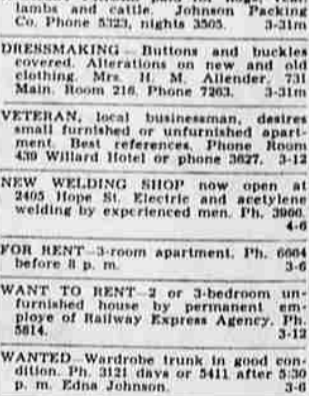 lambs and cattle. Johnson Packing
Co. Phone 5323, nights 3505. 3-31m
DRESSMAKING — Buttons and buckles
covered. Alterations on new and old
clothing. Mrs. H. M. Allender, 731
Main. Room 216. Phone 7263. 3-31m
VETERAN, local businessman, desires
small furnished or unfurnished apart-
ment. Best references. Phone Room
439 Willard Hotel or phone 3627. 3-12
NEW WELDING SHOP now open at
2405 Hope St. Electric and acetylene
welding by experienced men. Ph. 3966.
4-6
FOR RENT—3-room apartment. Ph. 6664
before 8 p. m. 3-6
WANT TO RENT—2 or 3-bedroom un-
furnished house by permanent em-
ploye of Railway Express Agency. Ph.
5814. 3-12
WANTED—Wardrobe trunk in good con-
dition. Ph. 3121 days or 5411 after 5:30
p. m. Edna Johnson. 3-6